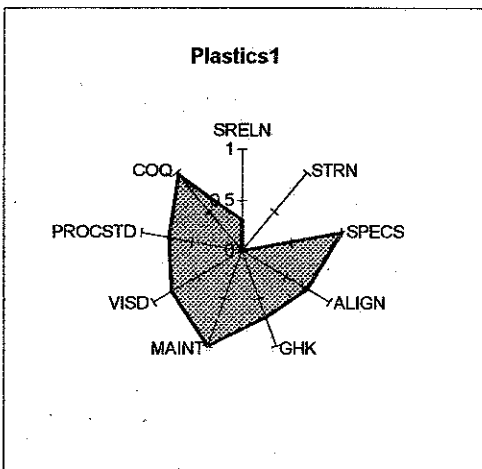 Plastics1
SRELN
1
COQ
STRN
0.5
PROCSTD
SPECS
0
VISD
ALIGN
MAINT
GHK